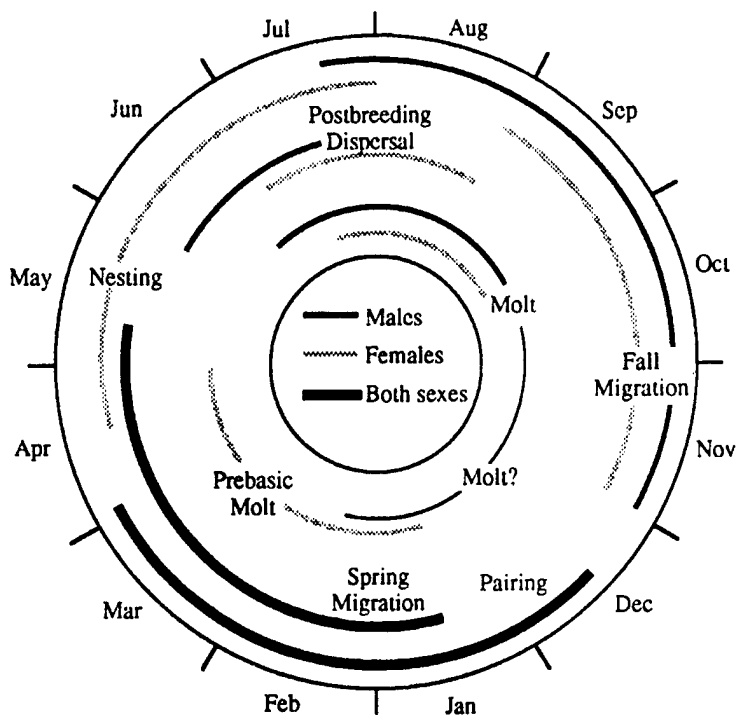 Jul
Aug
Jun
Sep
Postbreeding
Dispersal
May
Nesting
Oct
Molt
Males
Females
Both sexes
Fall
Migration
Apr
Nov
Prebasic
Molt
Molt?
Spring
Migration
Pairing
Mar
Dec
Feb
Jan